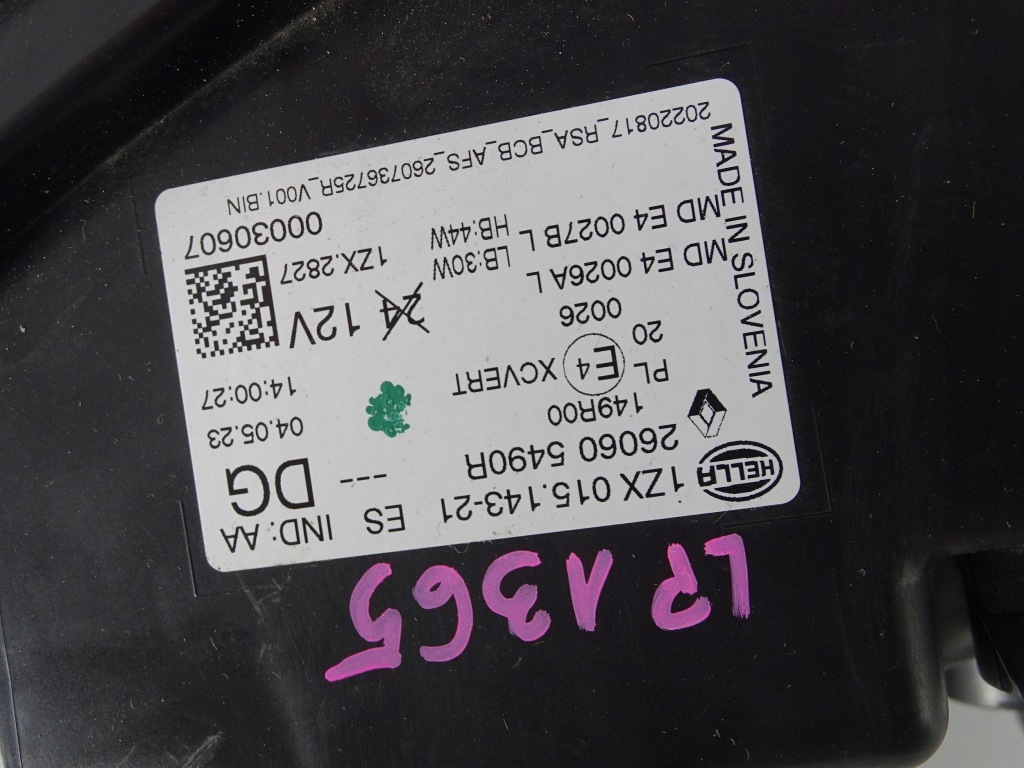 LP1365
HELLA 1ZX 015.143-21 ES IND: AA
26060 5490R --- DG
149R00
PL E4 XCVERT 04.05.23
20 14:00:27
0026
24 12V
MD E4 0026A L LB:30W 1ZX.2827
MD E4 0027B L HB:44W 00030607
20220817_RSA_BCB_AFS_260736725R_V001.BIN
MADE IN SLOVENIA